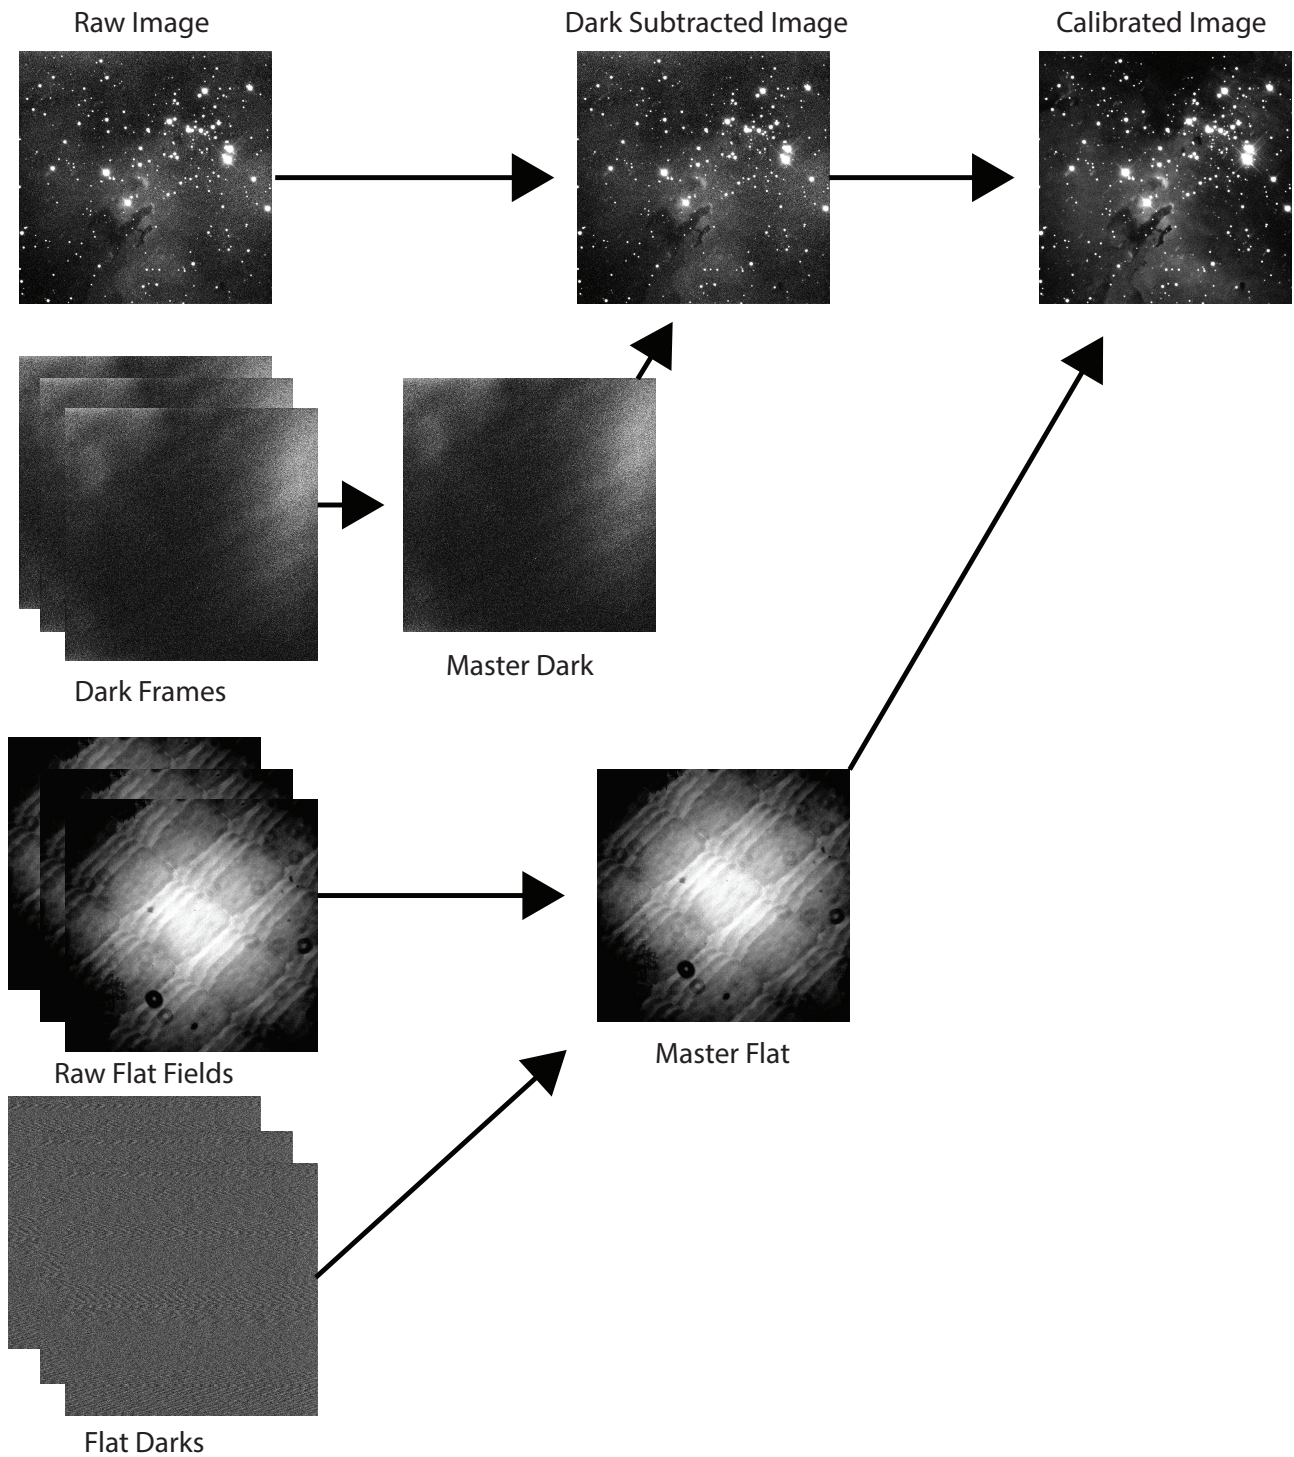 Raw Image
Dark Subtracted Image
Calibrated Image
Dark Frames
Master Dark
Raw Flat Fields
Master Flat
Flat Darks